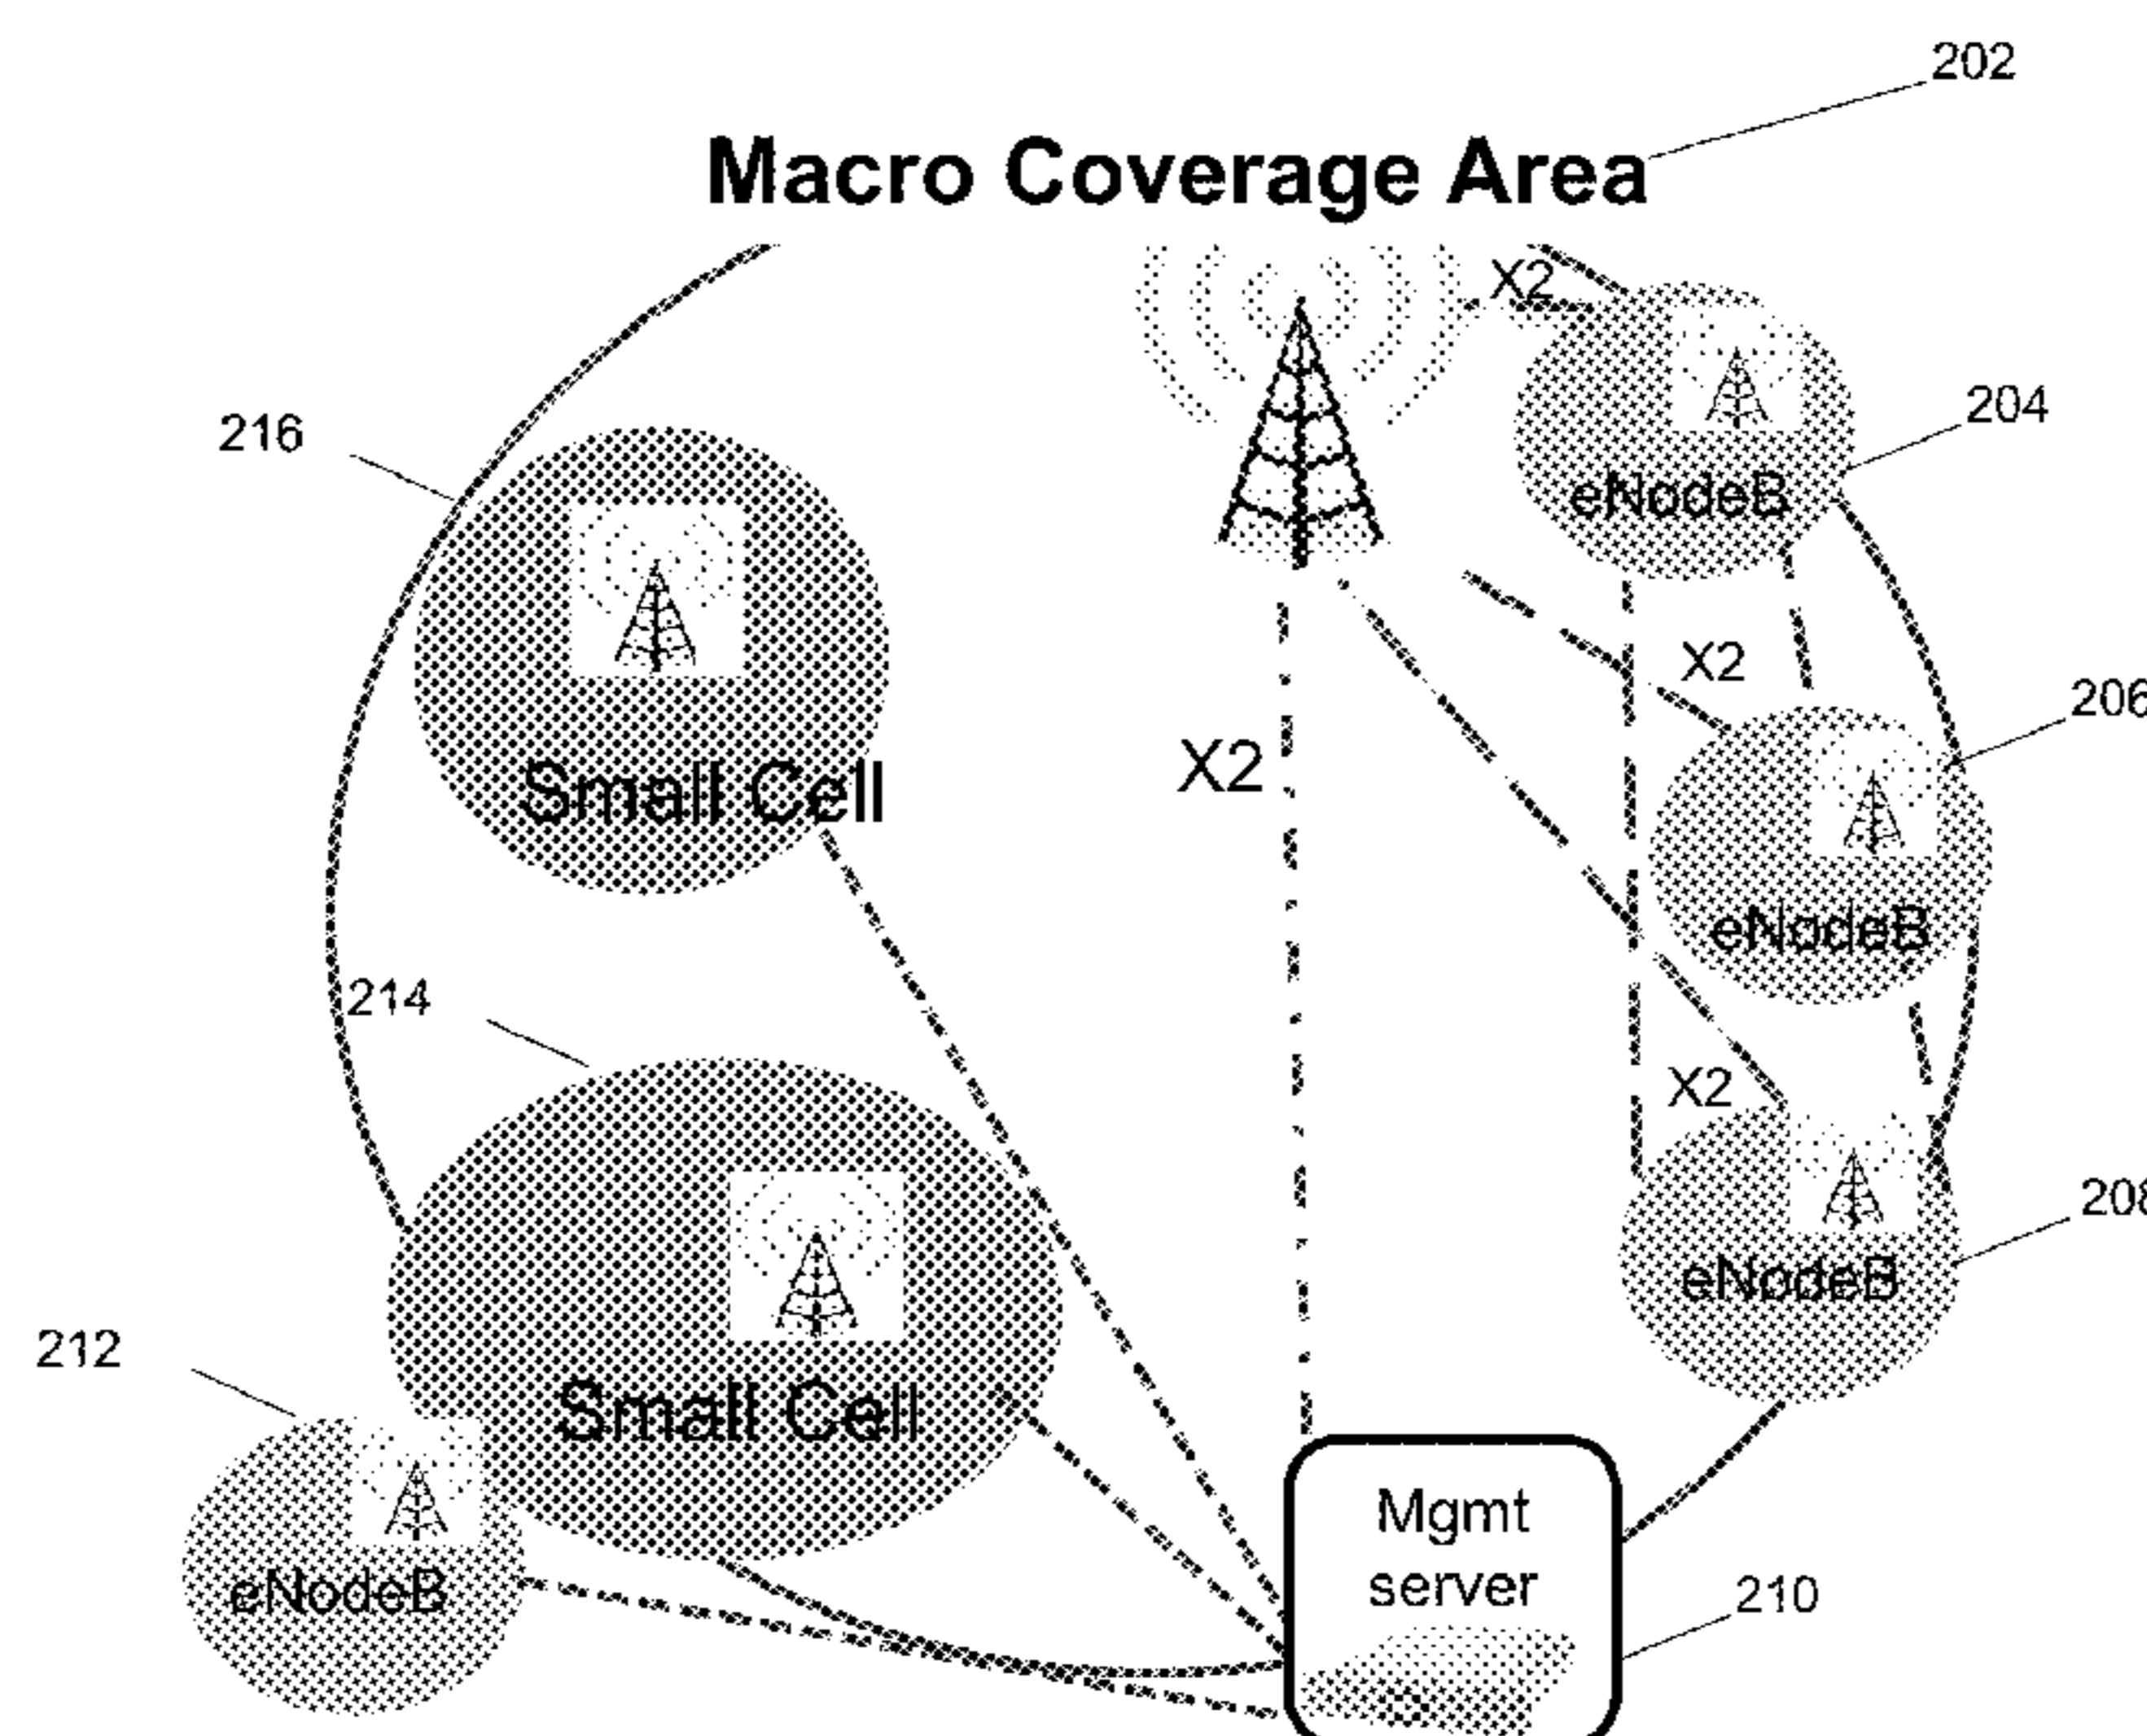 202
Macro Coverage Area
X2
204
eNodeB
216
X2
206
Small Cell
X2
eNodeB
214
X2
208
eNodeB
212
Small Cell
Mgmt
server
eNodeB
210